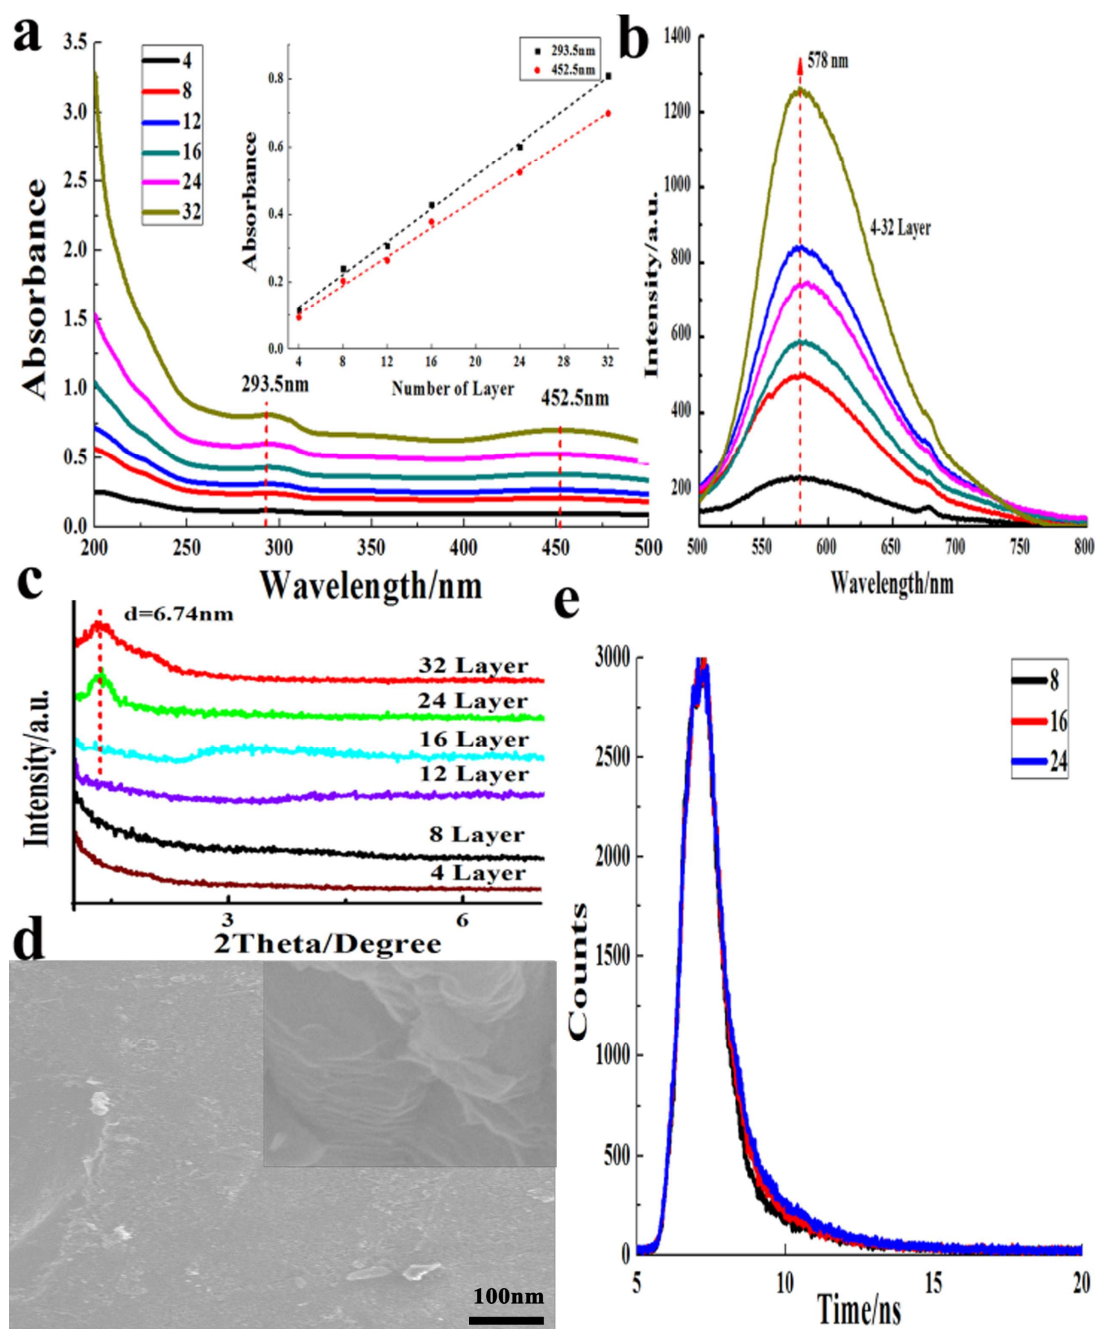 a
3.5
3.0
2.5
2.0
1.5
1.0
0.5
0.0
Absorbance
4
8
12
16
24
32
293.5nm
452.5nm
200 250 300 350 400 450 500
Wavelength/nm
293.5nm
452.5nm
0.8
0.6
0.4
0.2
0.0
Absorbance
4 8 12 16 20 24 28 32
Number of Layer
b
1400
1200
1000
800
600
400
200
Intensity/a.u.
578 nm
4-32 Layer
500 550 600 650 700 750 800
Wavelength/nm
c
d=6.74nm
32 Layer
24 Layer
16 Layer
12 Layer
8 Layer
4 Layer
Intensity/a.u.
3 6
2Theta/Degree
d
100nm
e
3000
2500
2000
1500
1000
500
0
Counts
8
16
24
5 10 15 20
Time/ns